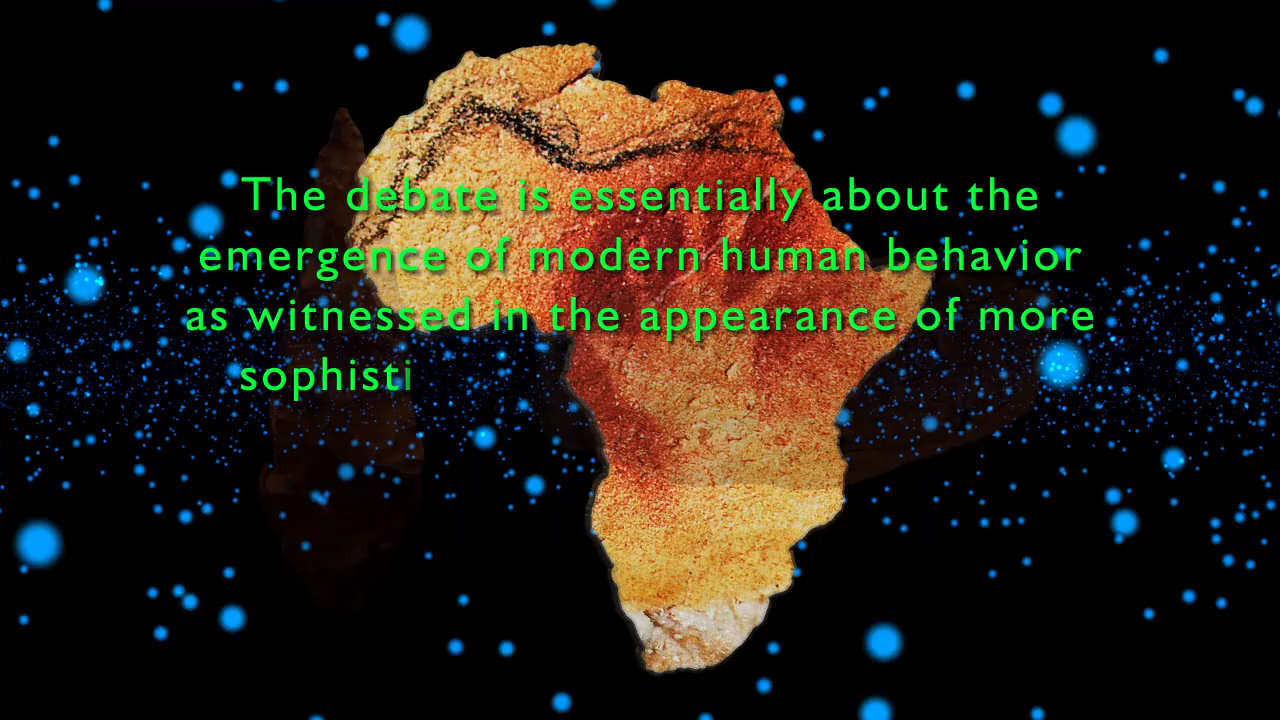 The debate is essentially about the
emergence of modern human behavior
as witnessed in the appearance of more
sophisti